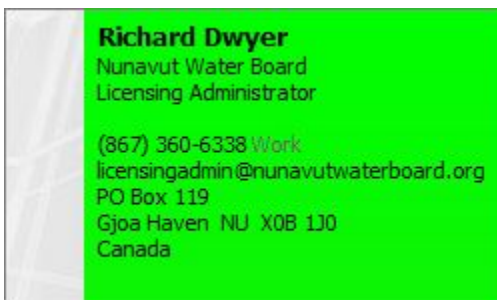 Richard Dwyer
Nunavut Water Board
Licensing Administrator
(867) 360-6338 Work
licensingadmin@nunavutwaterboard.org
PO Box 119
Gjoa Haven NU X0B 1J0
Canada